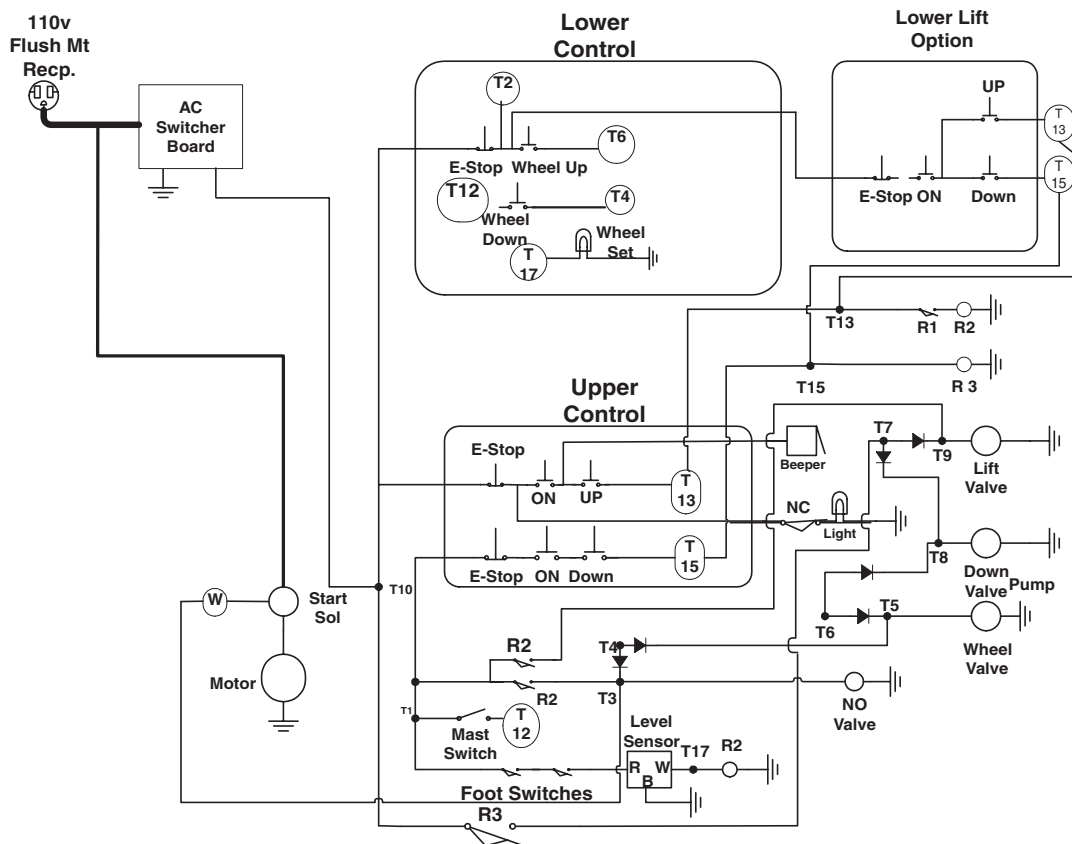 110v
Flush Mt
Recp.
AC
Switcher
Board
Lower
Control
T2
E-Stop Wheel Up
T6
T12
Wheel
Down
T4
Wheel
Set
T
17
Lower Lift
Option
UP
E-Stop ON
Down
T
13
T
15
T13
R1
R2
T15
R 3
Upper
Control
E-Stop
ON
UP
T
13
Beeper
NC
Light
E-Stop
ON
Down
T
15
T7
T9
Lift
Valve
T8
Down
Valve
Pump
T6
T5
Wheel
Valve
T10
W
Start
Sol
Motor
R2
R2
T4
T3
NO
Valve
T1
Mast
Switch
T
12
Level
Sensor
R
W
B
T17
R2
Foot Switches
R3